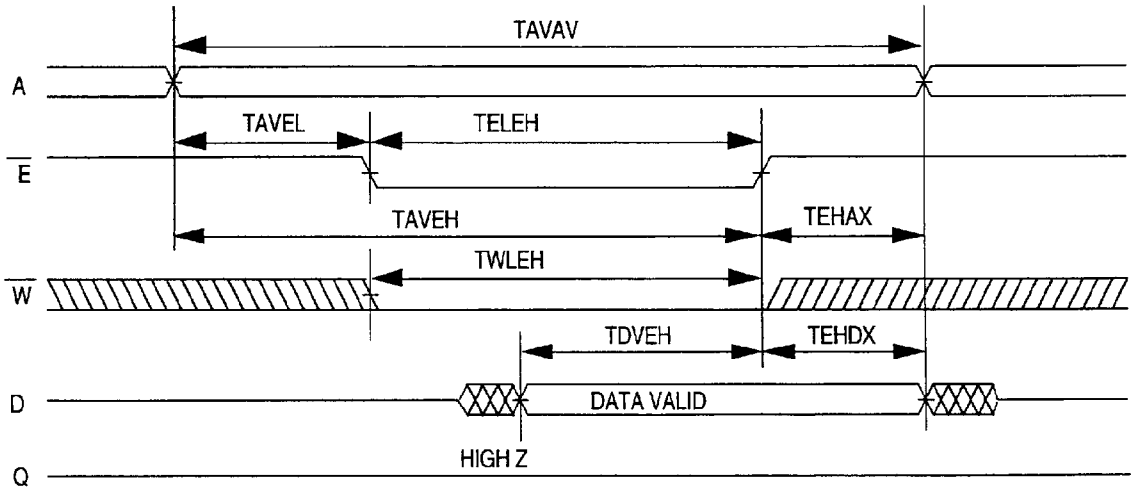 TAVAV
A
TAVEL TELEH
E
TAVEH TEHAX
TWLEH
W
TDVEH TEHDX
D DATA VALID
HIGH Z
Q